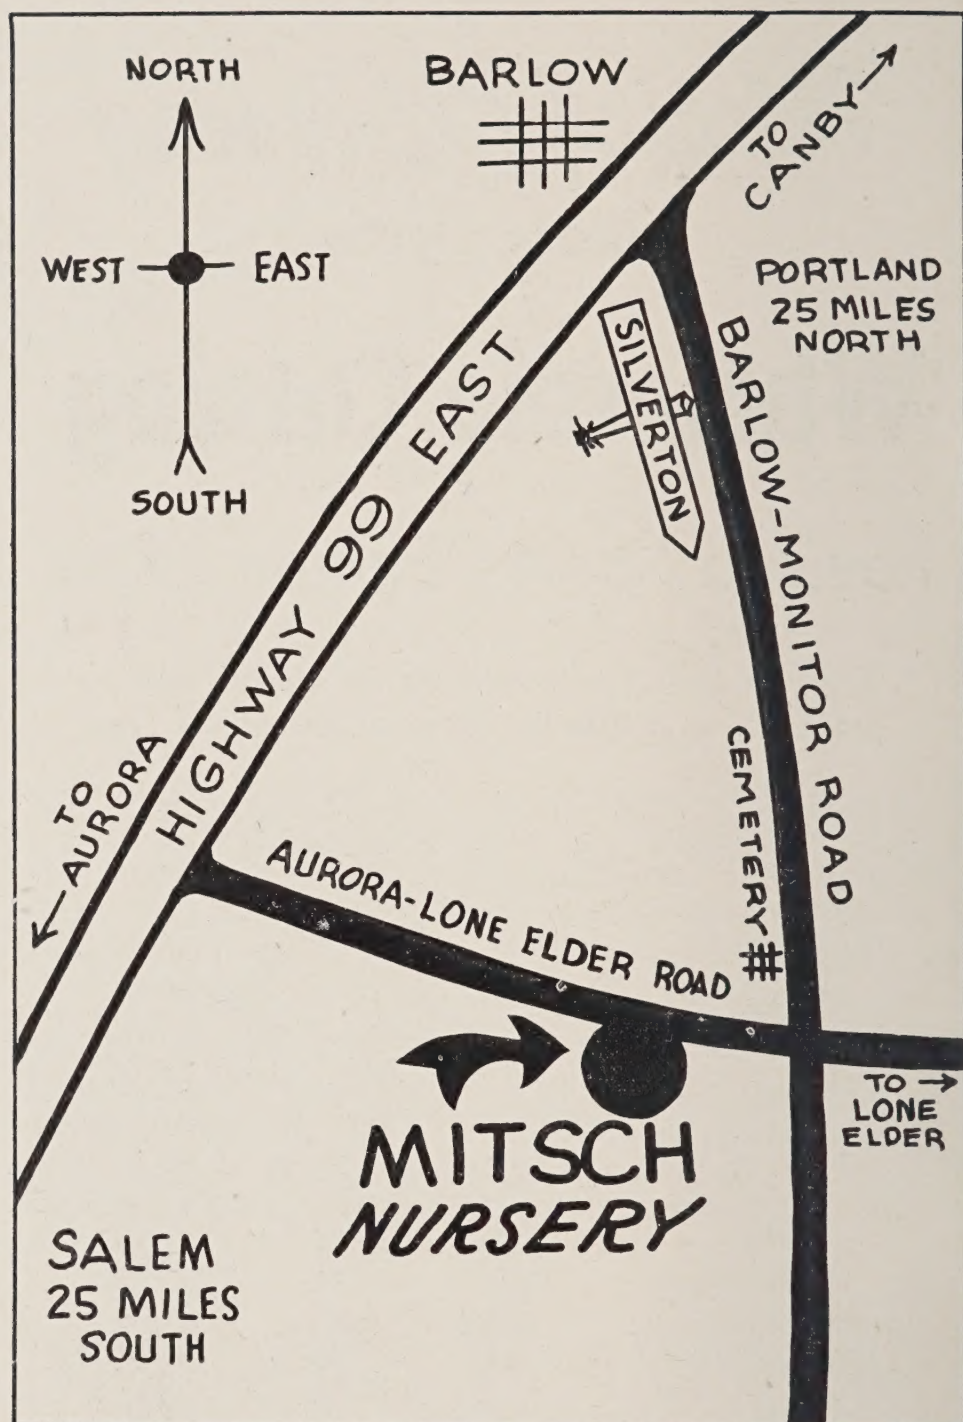 NORTH
WEST
EAST
SOUTH
BARLOW
TO
CANBY
PORTLAND
25 MILES
NORTH
SILVERTON
BARLOW-MONITOR ROAD
HIGHWAY 99 EAST
TO
AURORA
CEMETERY
AURORA-LONE ELDER ROAD
TO
LONE
ELDER
MITSCH
NURSERY
SALEM
25 MILES
SOUTH